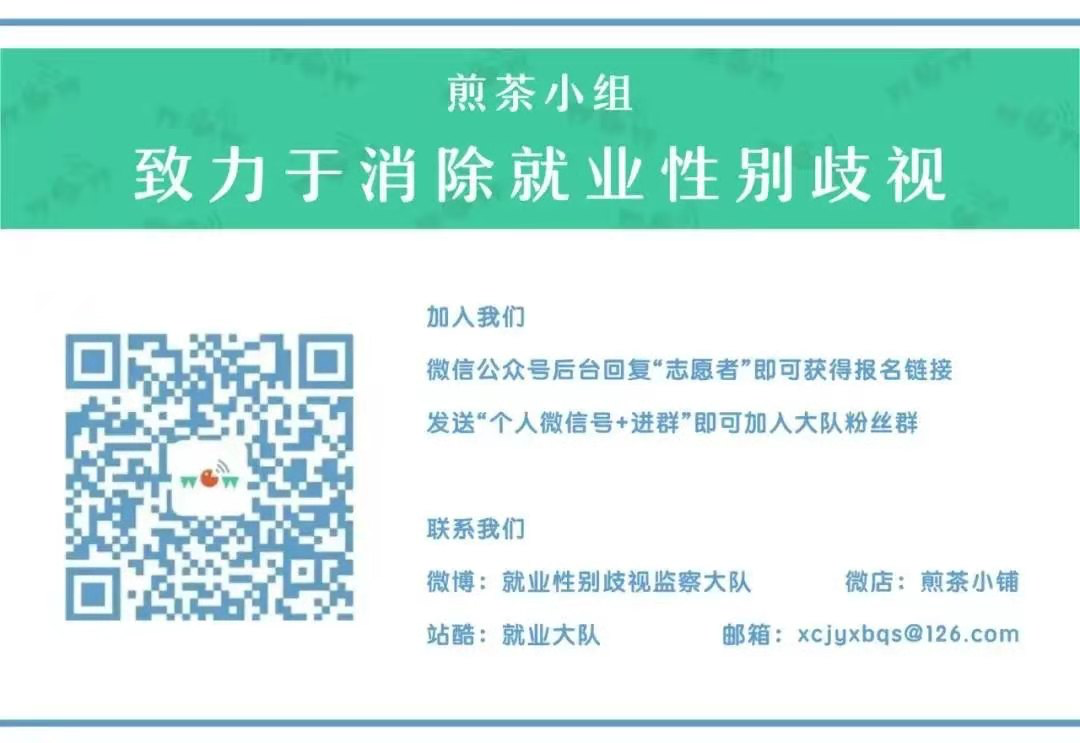 煎茶小组
致力于消除就业性别歧视
加入我们
微信公众号后台回复“志愿者”即可获得报名链接
发送“个人微信号+进群”即可加入大队粉丝群
联系我们
微博：就业性别歧视监察大队 微店：煎茶小铺
站酷：就业大队 邮箱：xcjyxbqs@126.com